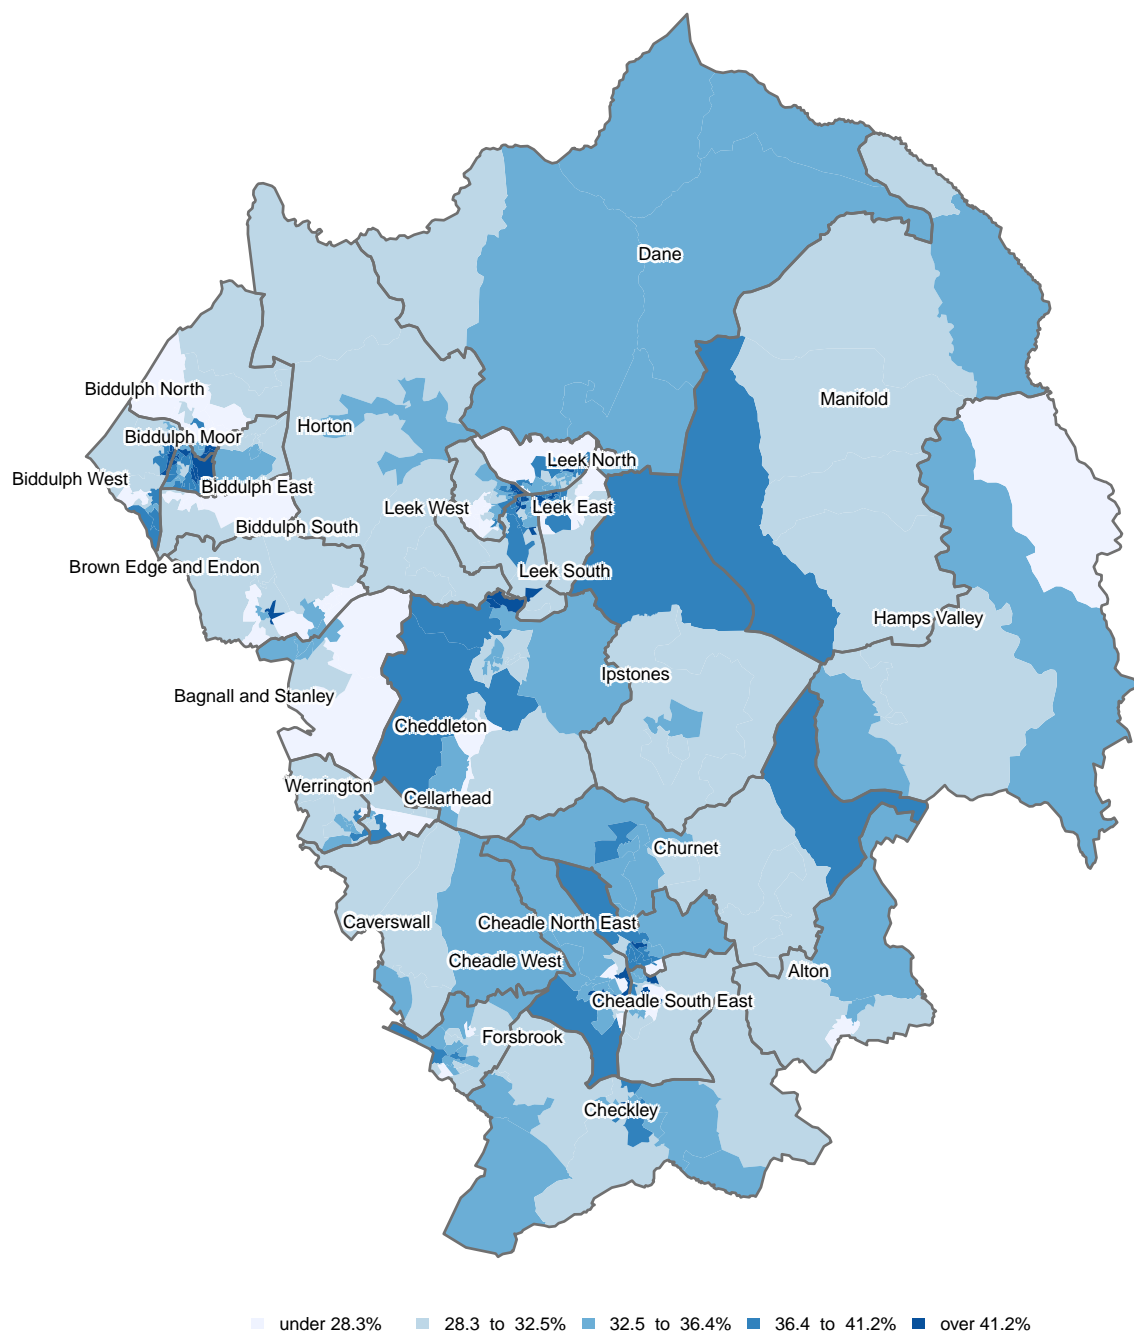 Dane
Biddulph North
Manifold
Horton
Biddulph Moor
Leek North
Biddulph West
Biddulph East
Leek West
Leek East
Biddulph South
Brown Edge and Endon
Leek South
Hamps Valley
Ipstones
Bagnall and Stanley
Cheddleton
Werrington
Cellarhead
Churnet
Caverswall
Cheadle North East
Cheadle West
Alton
Cheadle South East
Forsbrook
Checkley
under 28.3% 28.3 to 32.5% 32.5 to 36.4% 36.4 to 41.2% over 41.2%